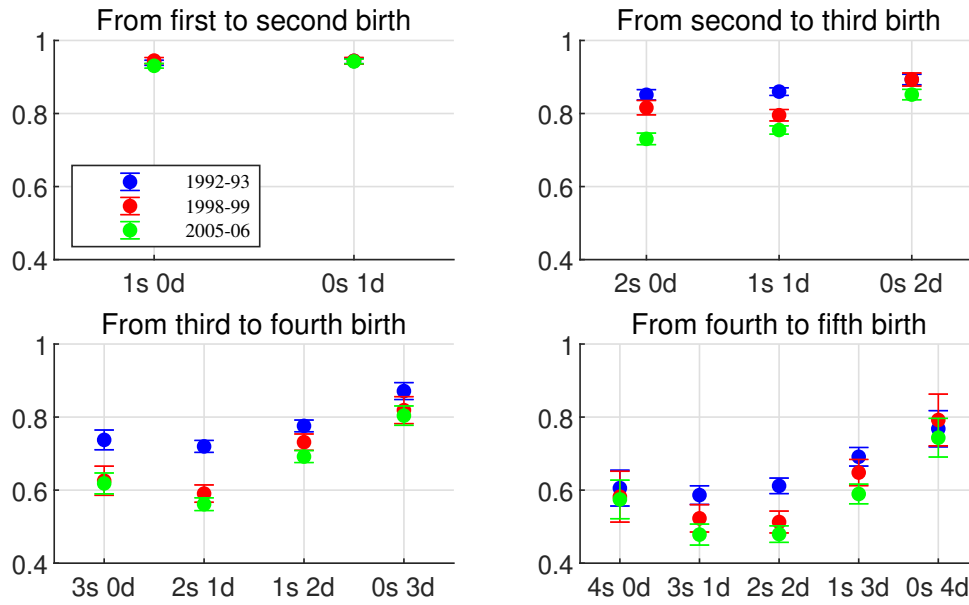 From first to second birth
1
0.8
0.6
0.4
1s 0d
0s 1d
1992-93
1998-99
2005-06
From second to third birth
1
0.8
0.6
0.4
2s 0d
1s 1d
0s 2d
From third to fourth birth
1
0.8
0.6
0.4
3s 0d
2s 1d
1s 2d
0s 3d
From fourth to fifth birth
1
0.8
0.6
0.4
4s 0d
3s 1d
2s 2d
1s 3d
0s 4d